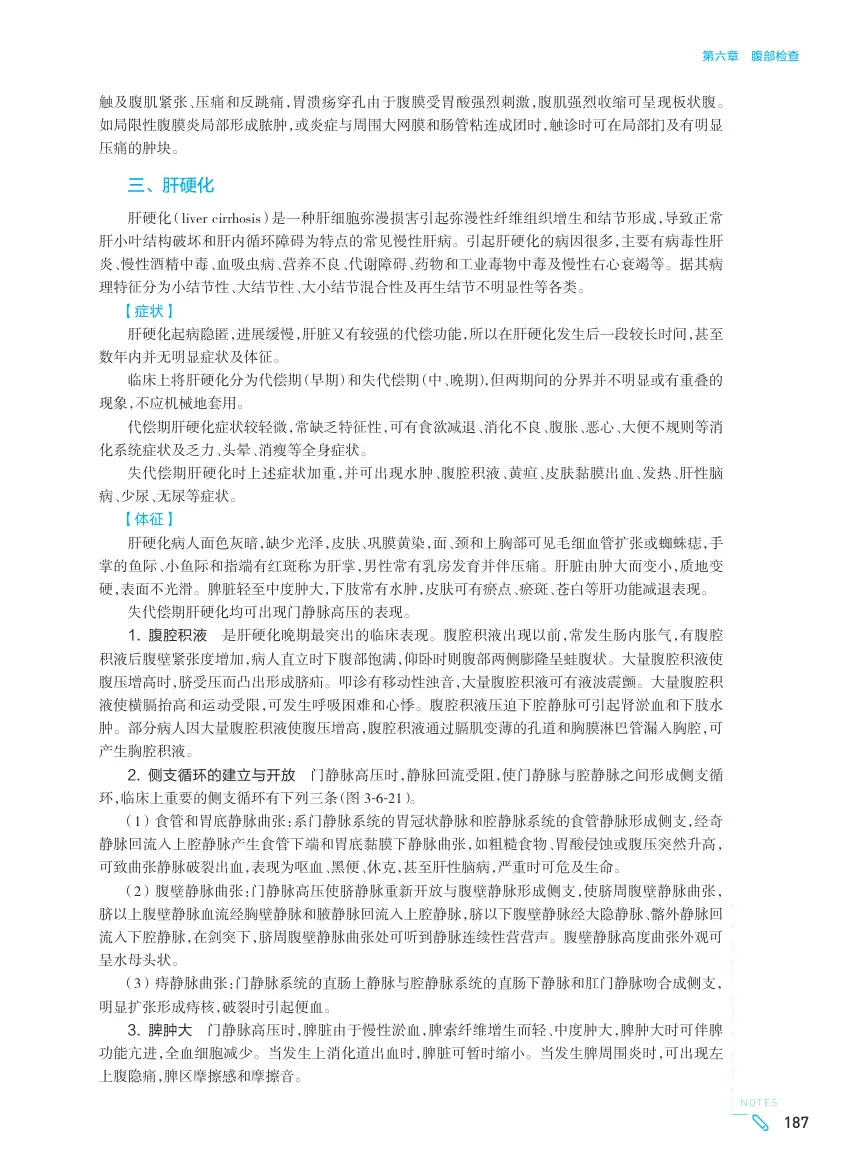 第六章 腹部检查
触及腹肌紧张、压痛和反跳痛,胃溃疡穿孔由于腹膜受胃酸强烈刺激,腹肌强烈收缩可呈现板状腹。
如局限性腹膜炎局部形成脓肿,或炎症与周围大网膜和肠管粘连成团时,触诊时可在局部扪及有明显
压痛的肿块。
三、肝硬化
肝硬化(liver cirrhosis)是一种肝细胞弥漫损害引起弥漫性纤维组织增生和结节形成,导致正常
肝小叶结构破坏和肝内循环障碍为特点的常见慢性肝病。引起肝硬化的病因很多,主要有病毒性肝
炎、慢性酒精中毒、血吸虫病、营养不良、代谢障碍、药物和工业毒物中毒及慢性右心衰竭等。据其病
理特征分为小结节性、大结节性、大小结节混合性及再生结节不明显性等各类。
【症状】
肝硬化起病隐匿,进展缓慢,肝脏又有较强的代偿功能,所以在肝硬化发生后一段较长时间,甚至
数年内并无明显症状及体征。
临床上将肝硬化分为代偿期(早期)和失代偿期(中、晚期),但两期间的分界并不明显或有重叠的
现象,不应机械地套用。
代偿期肝硬化症状较轻微,常缺乏特征性,可有食欲减退、消化不良、腹胀、恶心、大便不规则等消
化系统症状及乏力、头晕、消瘦等全身症状。
失代偿期肝硬化时上述症状加重,并可出现水肿、腹腔积液、黄疸、皮肤黏膜出血、发热、肝性脑
病、少尿、无尿等症状。
【体征】
肝硬化病人面色灰暗,缺少光泽,皮肤、巩膜黄染,面、颈和上胸部可见毛细血管扩张或蜘蛛痣,手
掌的鱼际、小鱼际和指端有红斑称为肝掌,男性常有乳房发育并伴压痛。肝脏由肿大而变小,质地变
硬,表面不光滑。脾脏轻至中度肿大,下肢常有水肿,皮肤可有瘀点、瘀斑、苍白等肝功能减退表现。
失代偿期肝硬化均可出现门静脉高压的表现。
1. 腹腔积液 是肝硬化晚期最突出的临床表现。腹腔积液出现以前,常发生肠内胀气,有腹腔
积液后腹壁紧张度增加,病人直立时下腹部饱满,仰卧时则腹部两侧膨隆呈蛙腹状。大量腹腔积液使
腹压增高时,脐受压而凸出形成脐疝。叩诊有移动性浊音,大量腹腔积液可有液波震颤。大量腹腔积
液使横膈抬高和运动受限,可发生呼吸困难和心悸。腹腔积液压迫下腔静脉可引起肾淤血和下肢水
肿。部分病人因大量腹腔积液使腹压增高,腹腔积液通过膈肌变薄的孔道和胸膜淋巴管漏入胸腔,可
产生胸腔积液。
2. 侧支循环的建立与开放 门静脉高压时,静脉回流受阻,使门静脉与腔静脉之间形成侧支循
环,临床上重要的侧支循环有下列三条(图 3-6-21)。
(1)食管和胃底静脉曲张:系门静脉系统的胃冠状静脉和腔静脉系统的食管静脉形成侧支,经奇
静脉回流入上腔静脉产生食管下端和胃底黏膜下静脉曲张,如粗糙食物、胃酸侵蚀或腹压突然升高,
可致曲张静脉破裂出血,表现为呕血、黑便、休克,甚至肝性脑病,严重时可危及生命。
(2)腹壁静脉曲张:门静脉高压使脐静脉重新开放与腹壁静脉形成侧支,使脐周腹壁静脉曲张,
脐以上腹壁静脉血流经胸壁静脉和腋静脉回流入上腔静脉,脐以下腹壁静脉经大隐静脉、髂外静脉回
流入下腔静脉,在剑突下,脐周腹壁静脉曲张处可听到静脉连续性营营声。腹壁静脉高度曲张外观可
呈水母头状。
(3)痔静脉曲张:门静脉系统的直肠上静脉与腔静脉系统的直肠下静脉和肛门静脉吻合成侧支,
明显扩张形成痔核,破裂时引起便血。
3. 脾肿大 门静脉高压时,脾脏由于慢性淤血,脾索纤维增生而轻、中度肿大,脾肿大时可伴脾
功能亢进,全血细胞减少。当发生上消化道出血时,脾脏可暂时缩小。当发生脾周围炎时,可出现左
上腹隐痛,脾区摩擦感和摩擦音。
NOTES
187